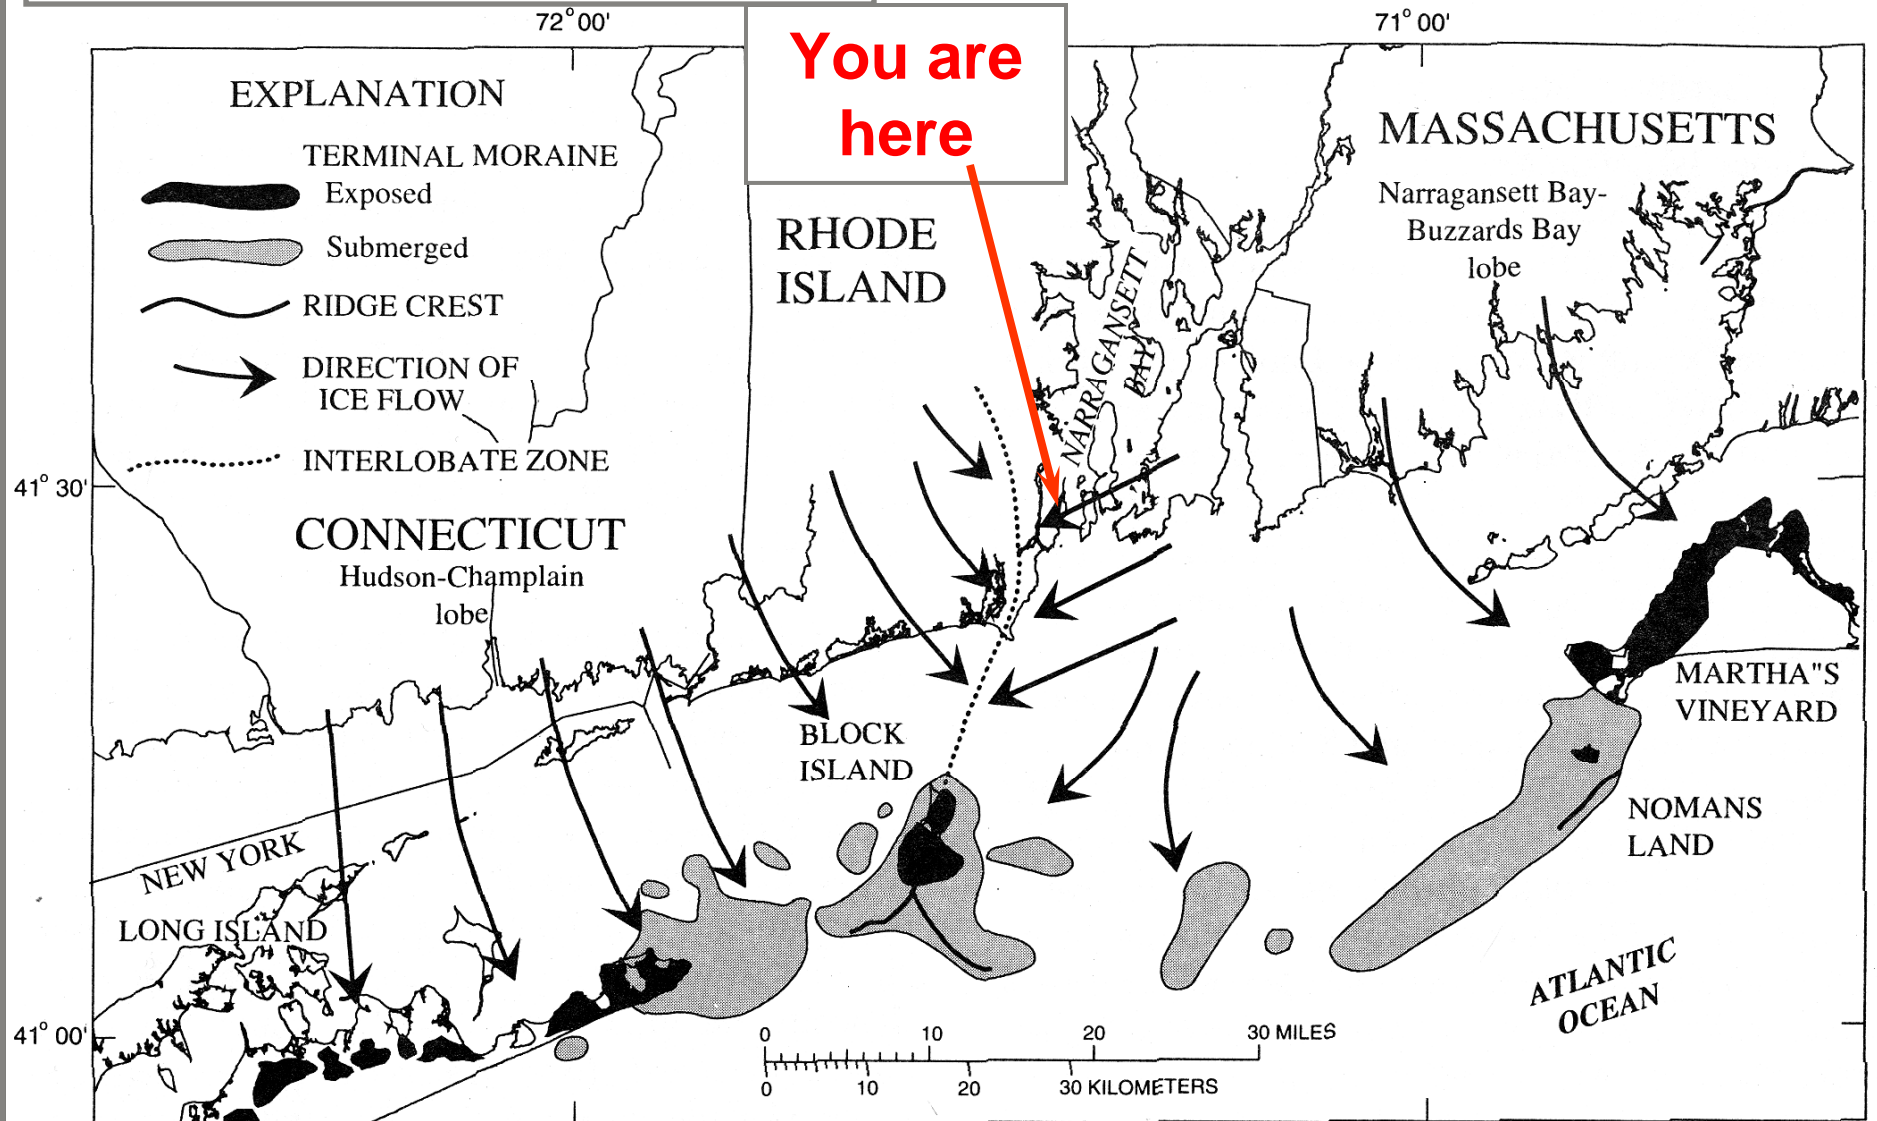 72°00'
71°00'
You are
here
EXPLANATION
TERMINAL MORAINE
Exposed
Submerged
RIDGE CREST
DIRECTION OF
ICE FLOW
INTERLOBATE ZONE
RHODE
ISLAND
MASSACHUSETTS
Narragansett Bay-
Buzzards Bay
lobe
NARRAGANSETT
BAY
41°30'
CONNECTICUT
Hudson-Champlain
lobe
BLOCK
ISLAND
MARTHA"S
VINEYARD
NOMANS
LAND
NEW YORK
LONG ISLAND
ATLANTIC
OCEAN
41°00'
0 10 20 30 MILES
0 10 20 30 KILOMETERS